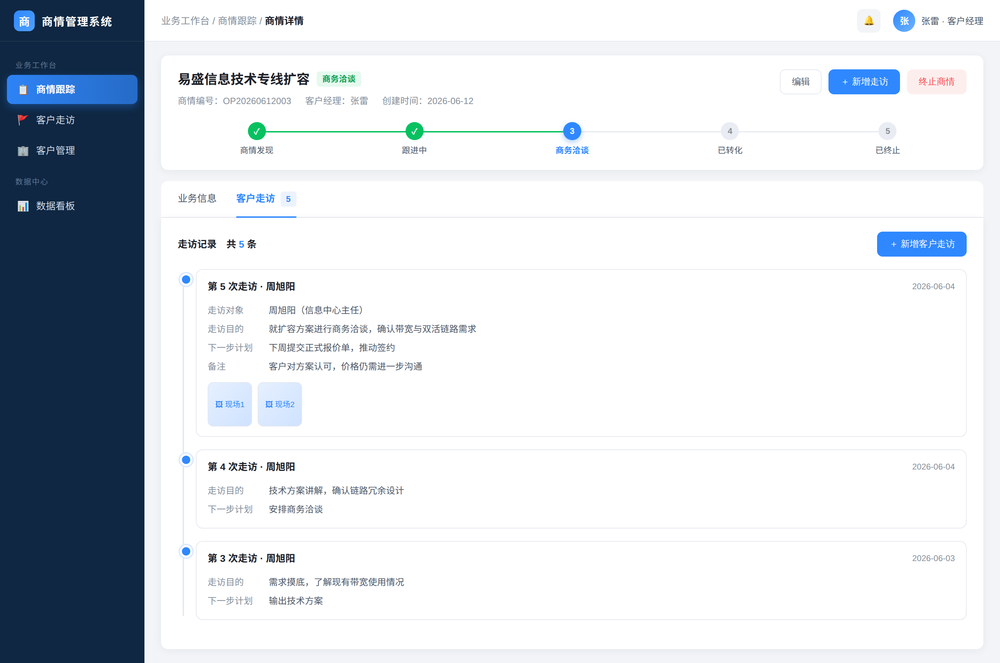 商 商情管理系统
业务工作台 / 商情跟踪 / 商情详情
张 张雷 · 客户经理
业务工作台
商情跟踪
客户走访
客户管理
数据中心
数据看板
易盛信息技术专线扩容 商务洽谈
编辑 + 新增走访 终止商情
商情编号：OP20260612003 客户经理：张雷 创建时间：2026-06-12
✓ ✓ 3 4 5
商情发现 跟进中 商务洽谈 已转化 已终止
业务信息 客户走访 5
走访记录 共 5 条 + 新增客户走访
第 5 次走访 · 周旭阳 2026-06-04
走访对象 周旭阳（信息中心主任）
走访目的 就扩容方案进行商务洽谈，确认带宽与双活链路需求
下一步计划 下周提交正式报价单，推动签约
备注 客户对方案认可，价格仍需进一步沟通
现场1 现场2
第 4 次走访 · 周旭阳 2026-06-04
走访目的 技术方案讲解，确认链路冗余设计
下一步计划 安排商务洽谈
第 3 次走访 · 周旭阳 2026-06-03
走访目的 需求摸底，了解现有带宽使用情况
下一步计划 输出技术方案